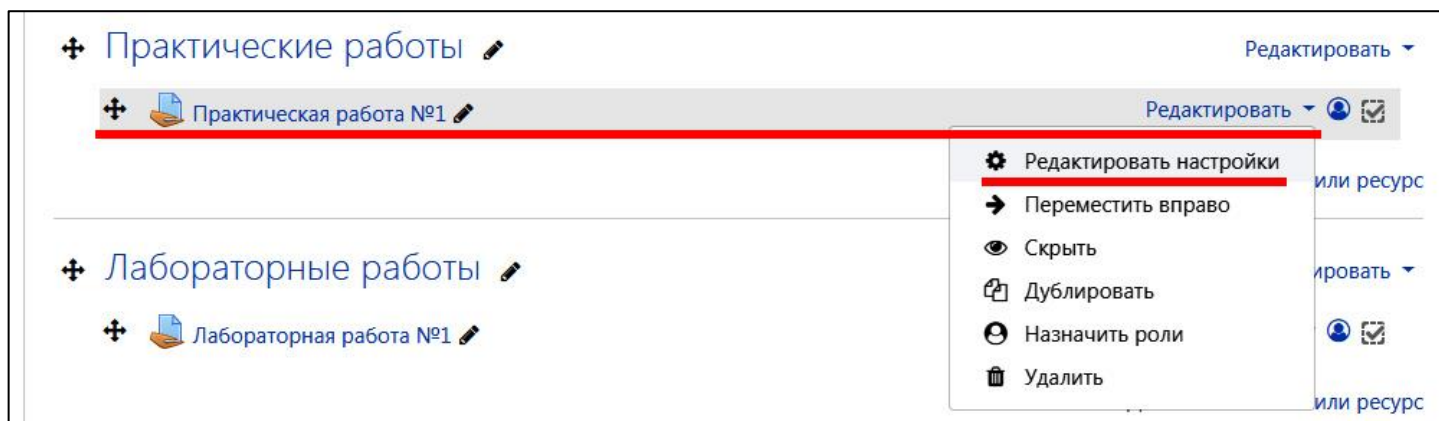 Практические работы
Редактировать
Практическая работа №1
Редактировать
Редактировать настройки
или ресурс
Переместить вправо
Скрыть
Лабораторные работы
ировать
Дублировать
Лабораторная работа №1
Назначить роли
Удалить
или ресурс